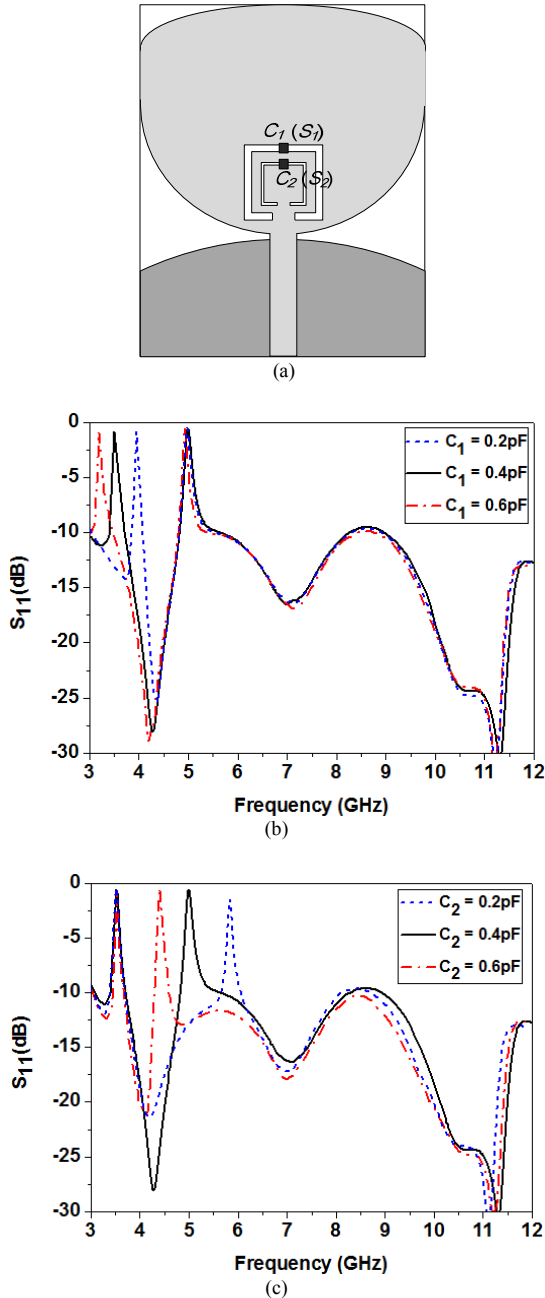 C1 (S1)
C2 (S2)
(a)
0
-5
-10
-15
-20
-25
-30
S11(dB)
C1 = 0.2pF
C1 = 0.4pF
C1 = 0.6pF
3 4 5 6 7 8 9 10 11 12
Frequency (GHz)
(b)
0
-5
-10
-15
-20
-25
-30
S11(dB)
C2 = 0.2pF
C2 = 0.4pF
C2 = 0.6pF
3 4 5 6 7 8 9 10 11 12
Frequency (GHz)
(c)